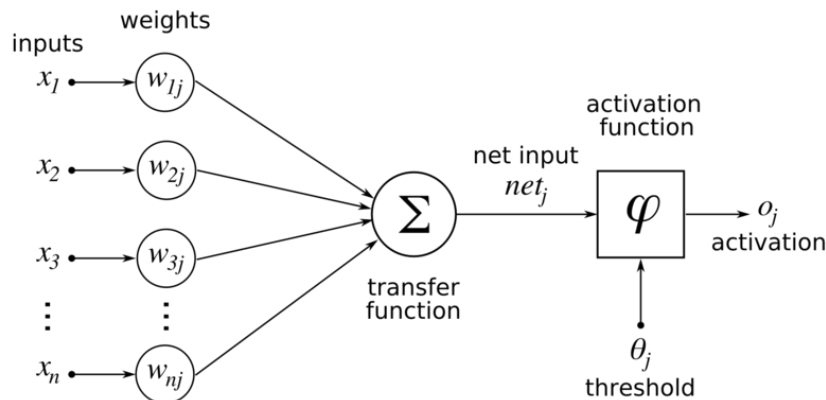 inputs
weights
x1
w1j
x2
w2j
x3
w3j
⋮
⋮
xn
wnj
Σ
transfer
function
net input
netj
activation
function
φ
oj
activation
θj
threshold